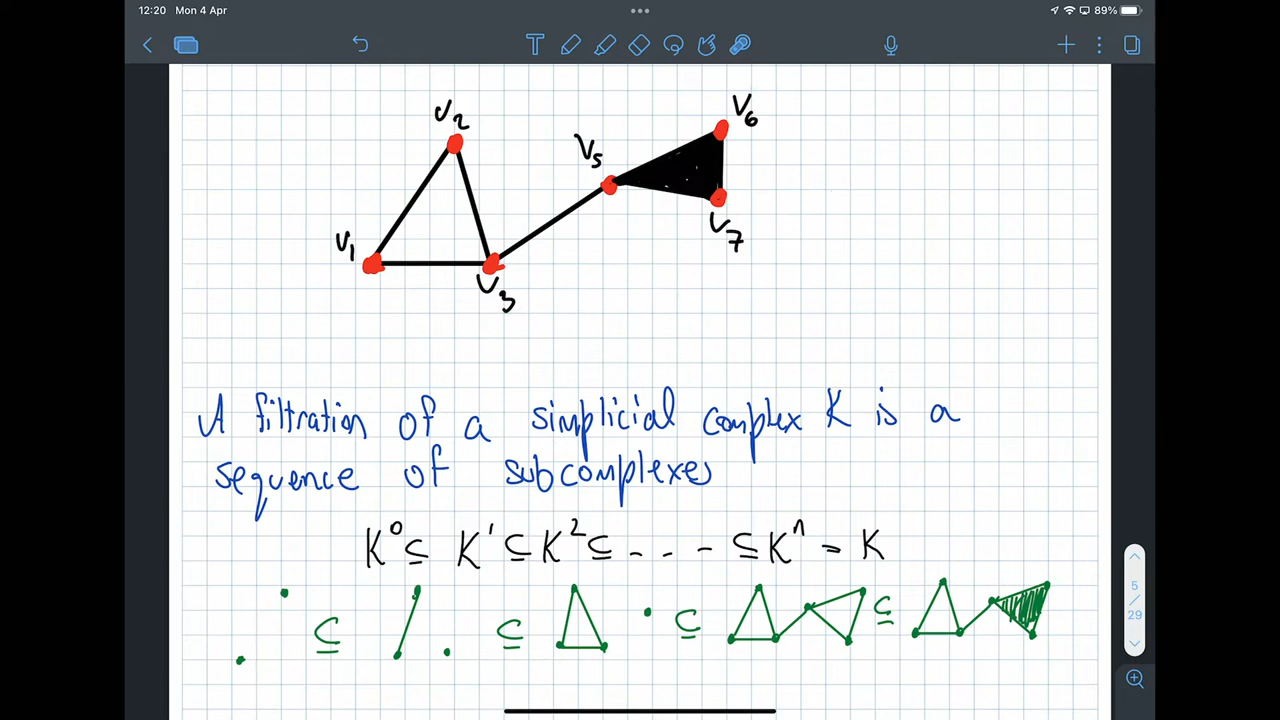 12:20 Mon 4 Apr
89%
T
V₂
V₆
V₅
V₇
V₁
V₃
A filtration of a simplicial complex K is a
sequence of subcomplexes
K⁰ ⊆ K¹ ⊆ K² ⊆ - - - ⊆ Kⁿ = K
⊆ ⊆ ⊆ ⊆
5
/
29